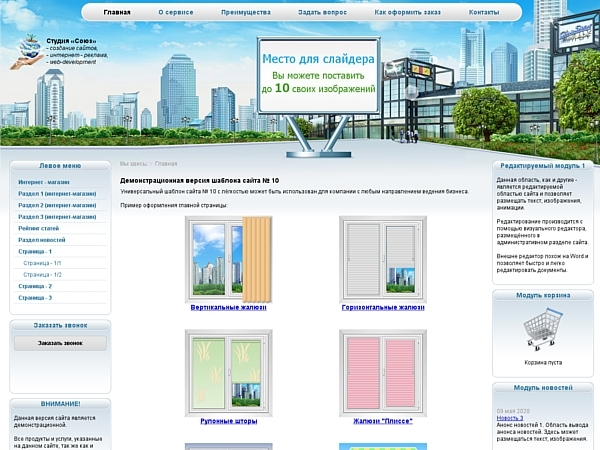 Главная
О сервисе
Преимущества
Задать вопрос
Как оформить заказ
Контакты
Студия «Союз»
- создание сайтов,
- интернет - реклама,
- web-development
Место для слайдера
Вы можете поставить
до 10 своих изображений
Левое меню
Интернет - магазин
Раздел 1 (интернет-магазин)
Раздел 2 (интернет-магазин)
Раздел 3 (интернет-магазин)
Рейтинг статей
Раздел новостей
Страница - 1
Страница - 1/1
Страница - 1/2
Страница - 2
Страница - 3
Заказать звонок
Заказать звонок
ВНИМАНИЕ!
Данная версия сайта является
демонстрационной.
Все продукты и услуги, указанные
на данном сайте, так же как и
Вы здесь: Главная
Демонстрационная версия шаблона сайта № 10
Универсальный шаблон сайта № 10 с лёгкостью может быть использован для компании с любым направлением ведения бизнеса.
Пример оформления главной страницы:
Вертикальные жалюзи
Горизонтальные жалюзи
Рулонные шторы
Жалюзи "Плиссе"
Редактируемый модуль 1
Данная область, как и другие -
является редактируемой
областью сайта и позволяет
размещать текст, изображения,
анимации.
Редактирование производится с
помощью визуального редактора,
размещённого в
административном разделе сайта.
Внешне редактор похож на Word и
позволяет быстро и легко
редактировать документы.
Модуль корзина
Корзина пуста
Модуль новостей
09 мая 2020
Новость 3
Анонс новостей 1. Область вывода
анонса новостей. Здесь может
размещаться текст, изображения.